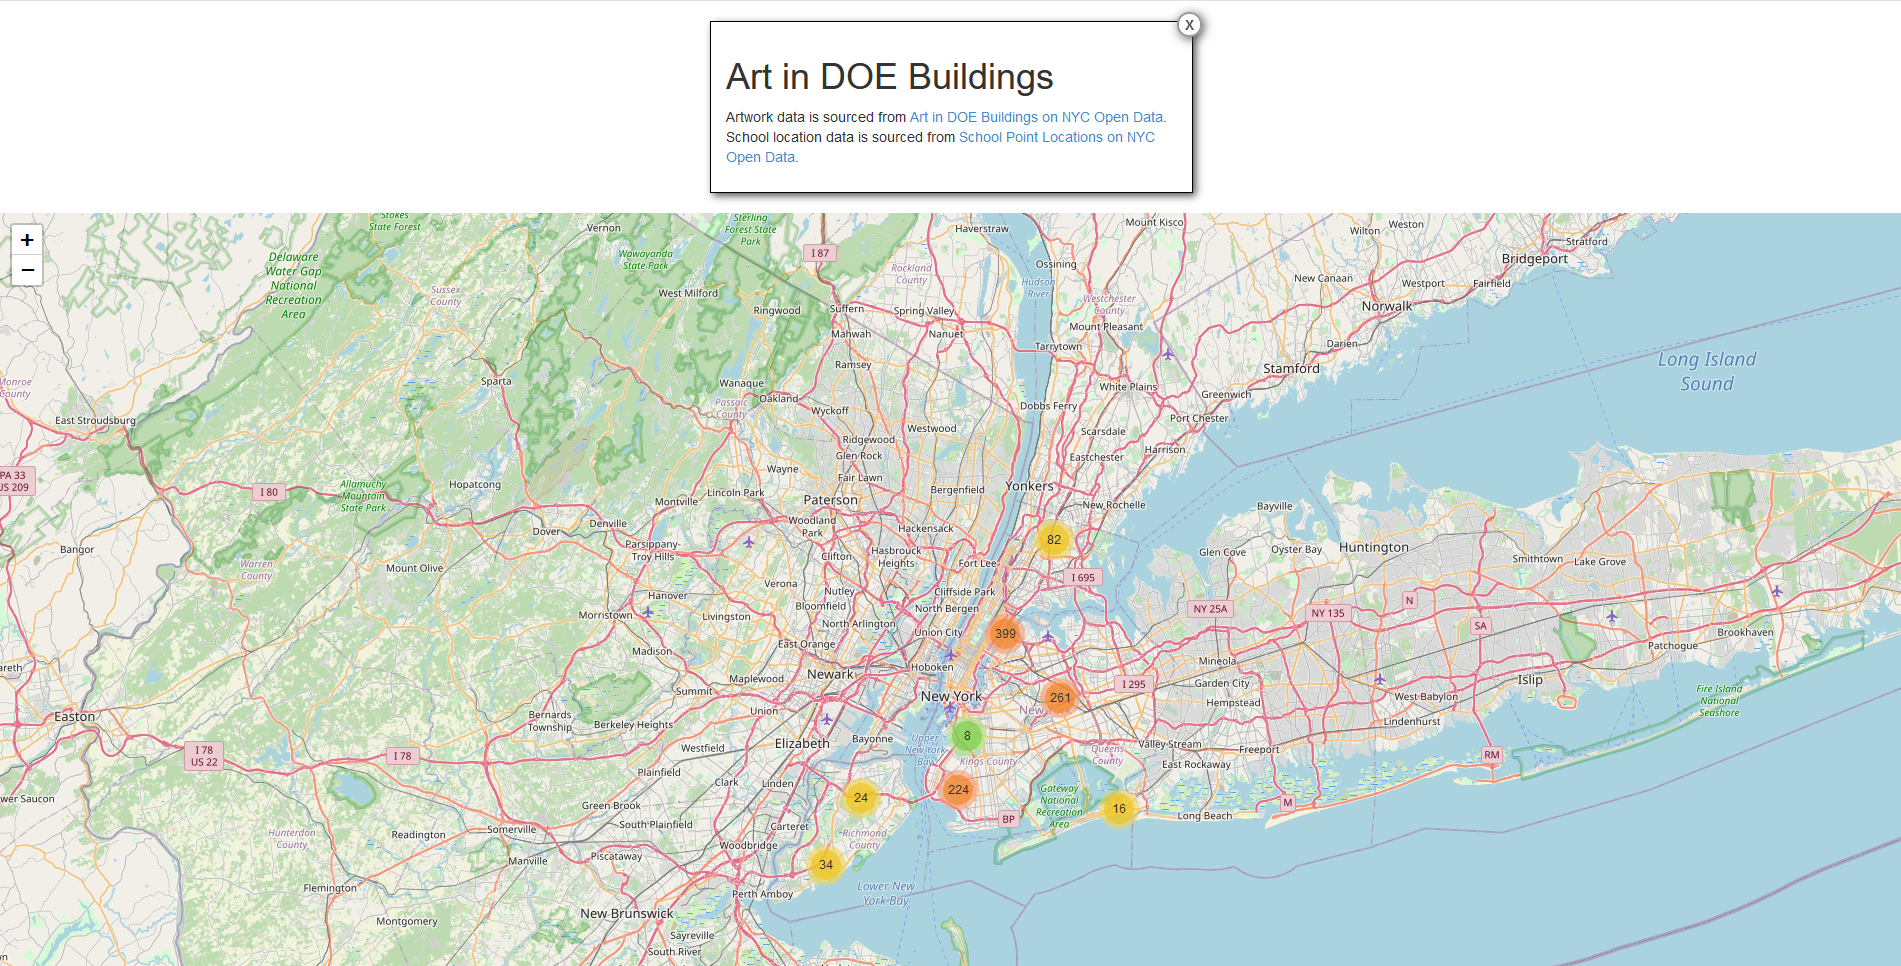 X
Art in DOE Buildings
Artwork data is sourced from Art in DOE Buildings on NYC Open Data.
School location data is sourced from School Point Locations on NYC
Open Data.
+
−
Stokes
State Forest
Vernon
Sterling
Forest State
Park
Haverstraw
Mount Kisco
Wilton
Weston
Stratford
Delaware
Water Gap
National
Recreation
Area
Wawayanda
State Park
I 87
Rockland
County
Ossining
Bridgeport
Sussex
County
West Milford
Hudson
River
New Canaan
Westport
Fairfield
Ringwood
Suffern
Spring Valley
Westchester
County
Norwalk
Mahwah
Nanuet
Mount Pleasant
Tarrytown
Darien
Long Island
Sound
Ramsey
Stamford
Monroe
County
Sparta
Wanaque
White Plains
Oakland
Greenwich
Passaic
County
Wyckoff
Dobbs Ferry
Port Chester
East Stroudsburg
Westwood
Scarsdale
Ridgewood
Glen Rock
Harrison
Eastchester
PA 33
US 209
Wayne
Fair Lawn
I 80
Allamuchy
Mountain
State Park
Hopatcong
Lincoln Park
Montville
Paterson
Bergenfield
Yonkers
New Rochelle
Bayville
Denville
Dover
Woodland
Park
Hackensack
82
Bangor
Parsippany-
Troy Hills
Clifton
Hasbrouck
Heights
Fort Lee
Glen Cove
Oyster Bay
Huntington
Smithtown
Lake Grove
Warren
County
Mount Olive
Verona
I 695
Hanover
Nutley
Cliffside Park
Morristown
Livingston
Bloomfield
North Bergen
NY 25A
NY 135
N
North Arlington
SA
East Orange
Union City
399
Brookhaven
Madison
Patchogue
Newark
Hoboken
Mineola
Maplewood
Summit
New York
261
I 295
Garden City
Islip
West Babylon
Fire Island
National
Seashore
Easton
Bernards
Township
Union
Hempstead
Berkeley Heights
Lindenhurst
Elizabeth
Bayonne
Upper
New York
Bay
8
Kings County
Queens
County
Valley Stream
Freeport
I 78
US 22
I 78
Westfield
East Rockaway
RM
Plainfield
Clark
Linden
24
224
Gateway
National
Recreation
Area
16
M
Green Brook
Long Beach
BP
South Plainfield
Carteret
Richmond
County
Hunterdon
County
Readington
Somerville
Woodbridge
Manville
Piscataway
34
Flemington
Perth Amboy
Lower New
York Bay
New Brunswick
Montgomery
Sayreville
South River